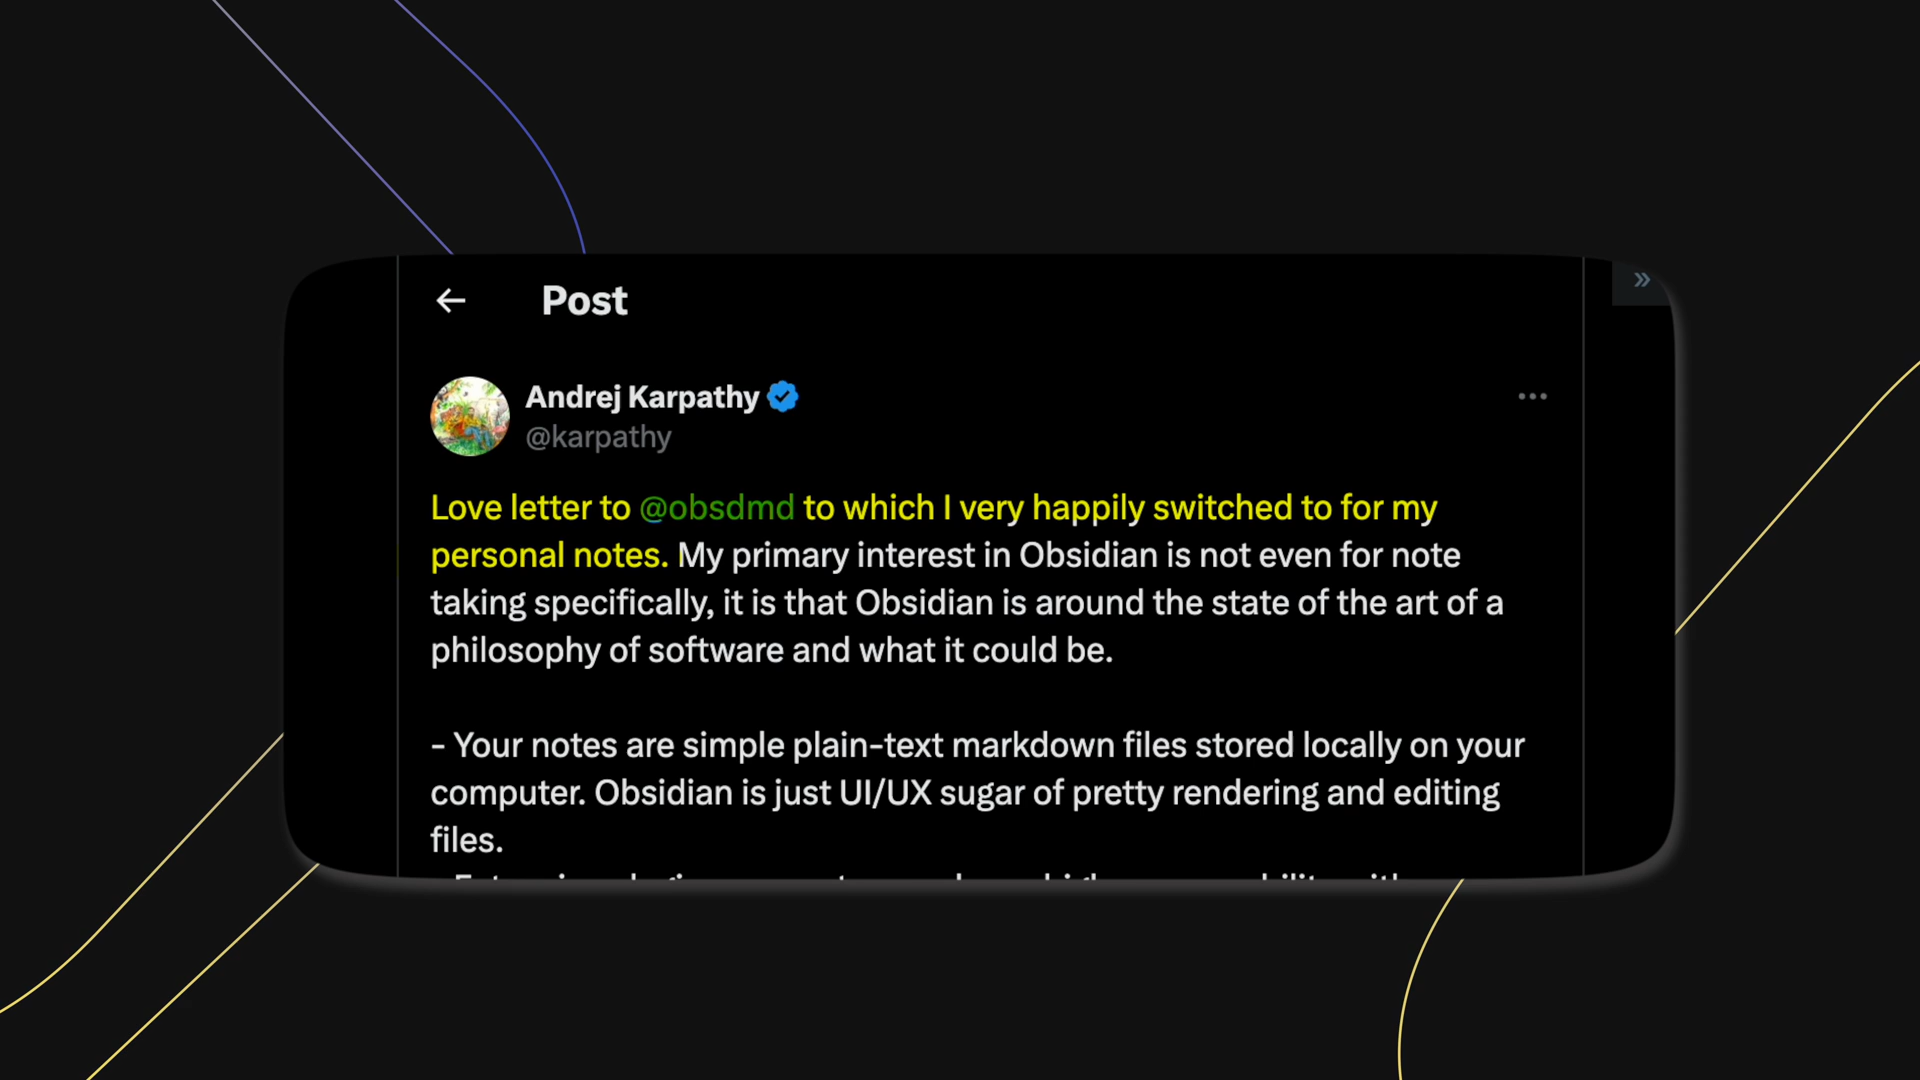 Post
Andrej Karpathy
@karpathy
Love letter to @obsdmd to which I very happily switched to for my
personal notes. My primary interest in Obsidian is not even for note
taking specifically, it is that Obsidian is around the state of the art of a
philosophy of software and what it could be.
- Your notes are simple plain-text markdown files stored locally on your
computer. Obsidian is just UI/UX sugar of pretty rendering and editing
files.